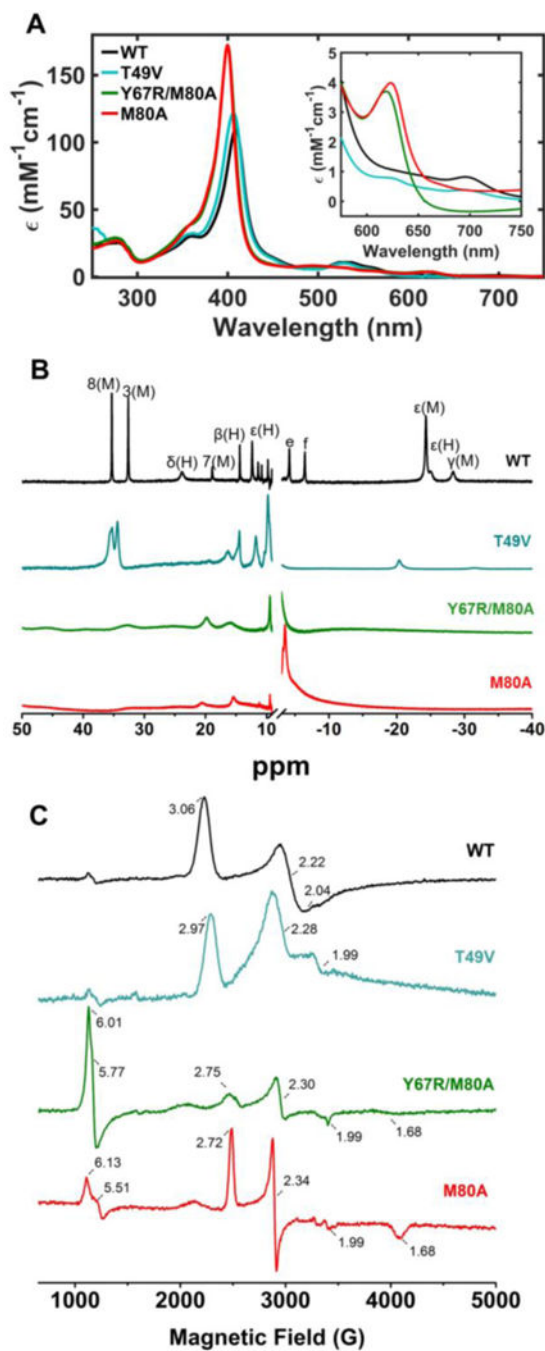 A
WT
T49V
Y67R/M80A
M80A
ϵ (mM⁻¹cm⁻¹)
150
100
50
0
300
400
500
600
700
Wavelength (nm)
ϵ (mM⁻¹cm⁻¹)
5
4
3
2
1
0
600
650
700
750
Wavelength (nm)
B
8(M)
3(M)
δ(H)
7(M)
β(H)
ε(H)
e
f
ε(M)
ε(H)
γ(M)
WT
T49V
Y67R/M80A
M80A
50
40
30
20
10
-5
-10
-20
-30
-40
ppm
C
3.06
2.22
2.04
WT
2.97
2.28
1.99
T49V
6.01
5.77
2.75
2.30
1.99
1.68
Y67R/M80A
6.13
5.51
2.72
2.34
1.99
1.68
M80A
1000
2000
3000
4000
5000
Magnetic Field (G)